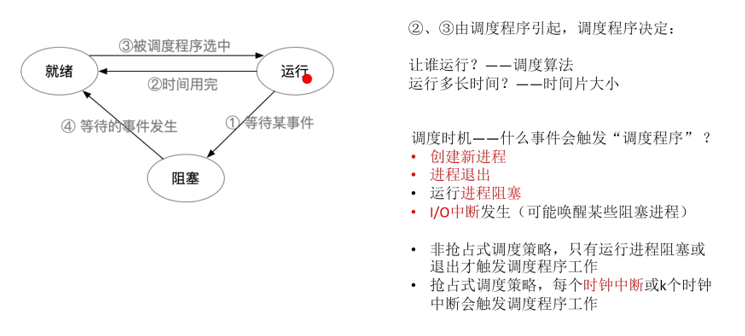 ③被调度程序选中
就绪
运行
②时间用完
④ 等待的事件发生
① 等待某事件
阻塞
②、③由调度程序引起，调度程序决定：
让谁运行？——调度算法
运行多长时间？——时间片大小
调度时机——什么事件会触发“调度程序”？
• 创建新进程
• 进程退出
• 运行进程阻塞
• I/O中断发生（可能唤醒某些阻塞进程）
• 非抢占式调度策略，只有运行进程阻塞或
退出才触发调度程序工作
• 抢占式调度策略，每个时钟中断或k个时钟
中断会触发调度程序工作